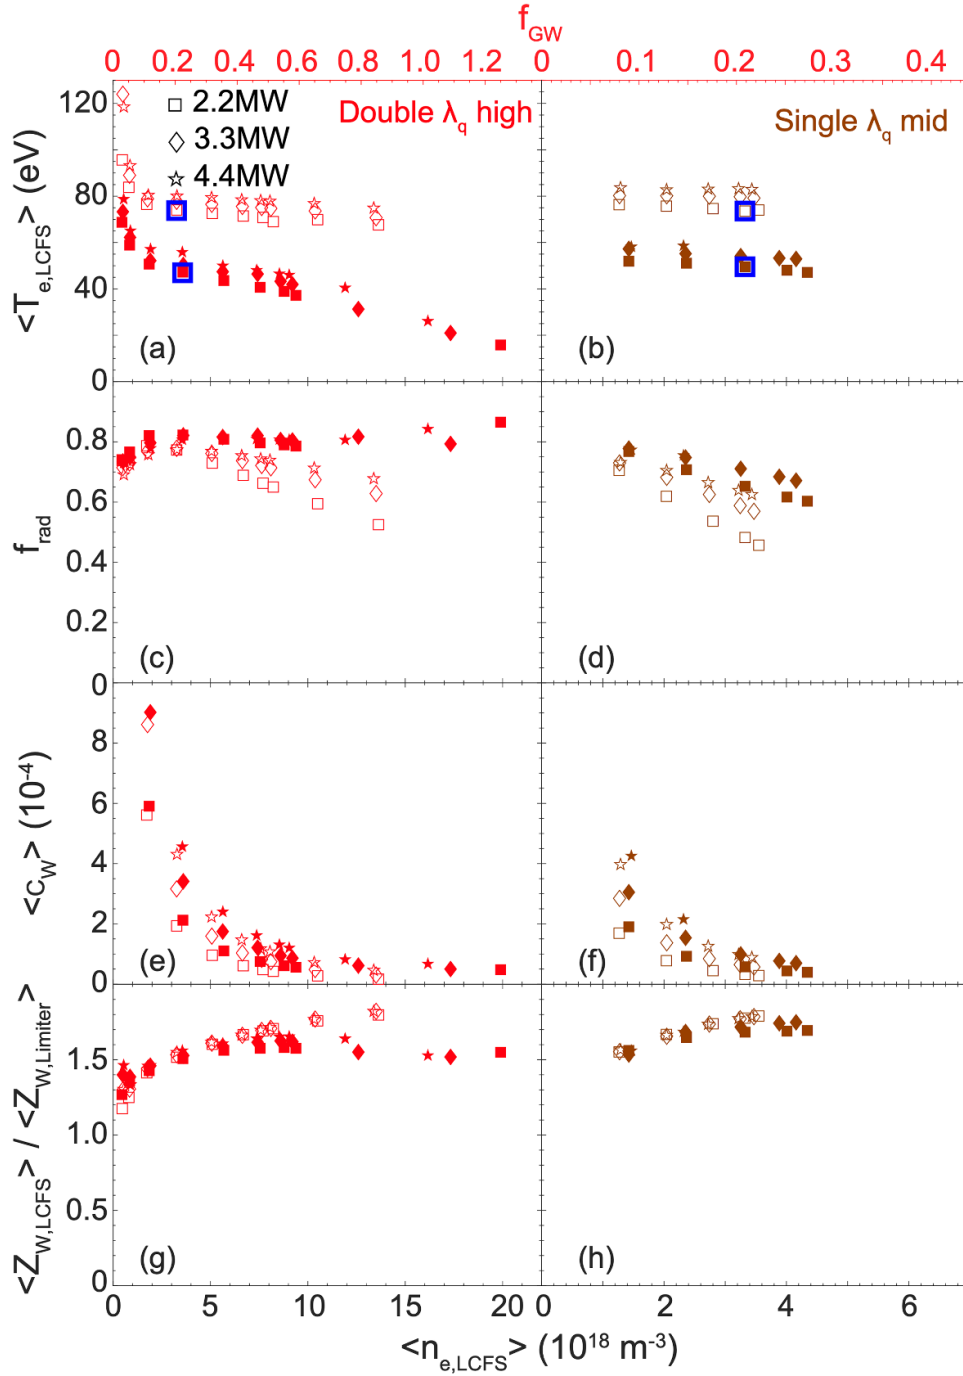 f_GW
0 0.2 0.4 0.6 0.8 1.0 1.2 0 0.1 0.2 0.3 0.4
120 □ 2.2MW Double λ_q high
◇ 3.3MW Single λ_q mid
☆ 4.4MW
80
40
0
<T_e,LCFS> (eV)
(a) (b)
0.8
0.6
0.4
0.2
0
f_rad
(c) (d)
8
6
4
2
0
<c_W> (10^-4)
(e) (f)
1.5
1.0
0.5
0
<Z_W,LCFS> / <Z_W,Limiter>
(g) (h)
0 5 10 15 20 0 2 4 6
<n_e,LCFS> (10^18 m^-3)